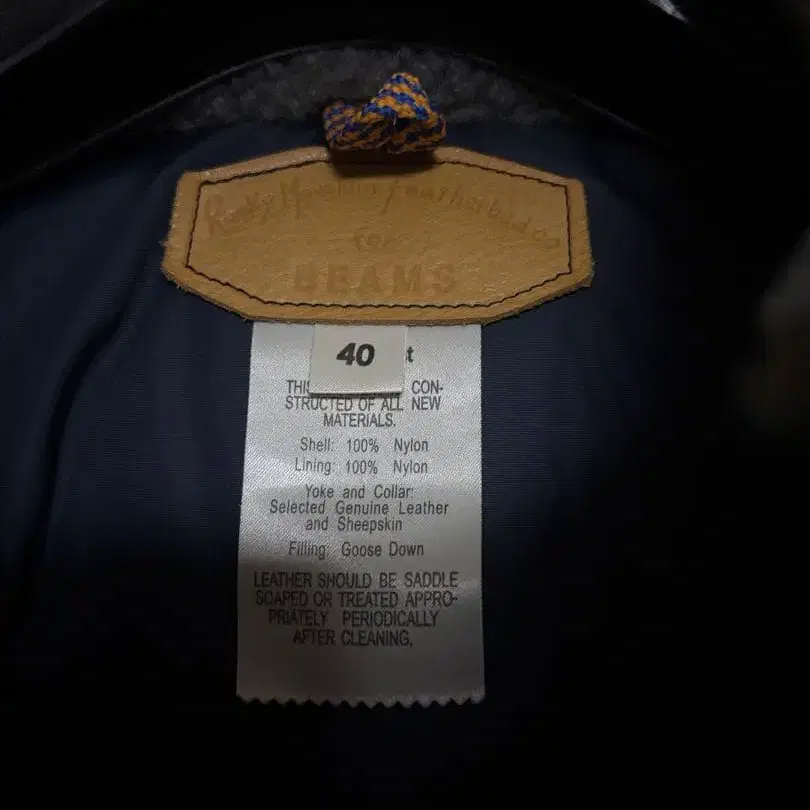 Rocky Mountain Featherbed co
for
BEAMS
40 t
THI CON-
STRUCTED OF ALL NEW
MATERIALS.
Shell: 100% Nylon
Lining: 100% Nylon
Yoke and Collar:
Selected Genuine Leather
and Sheepskin
Filling: Goose Down
LEATHER SHOULD BE SADDLE
SOAPED OR TREATED APPRO-
PRIATELY PERIODICALLY
AFTER CLEANING.